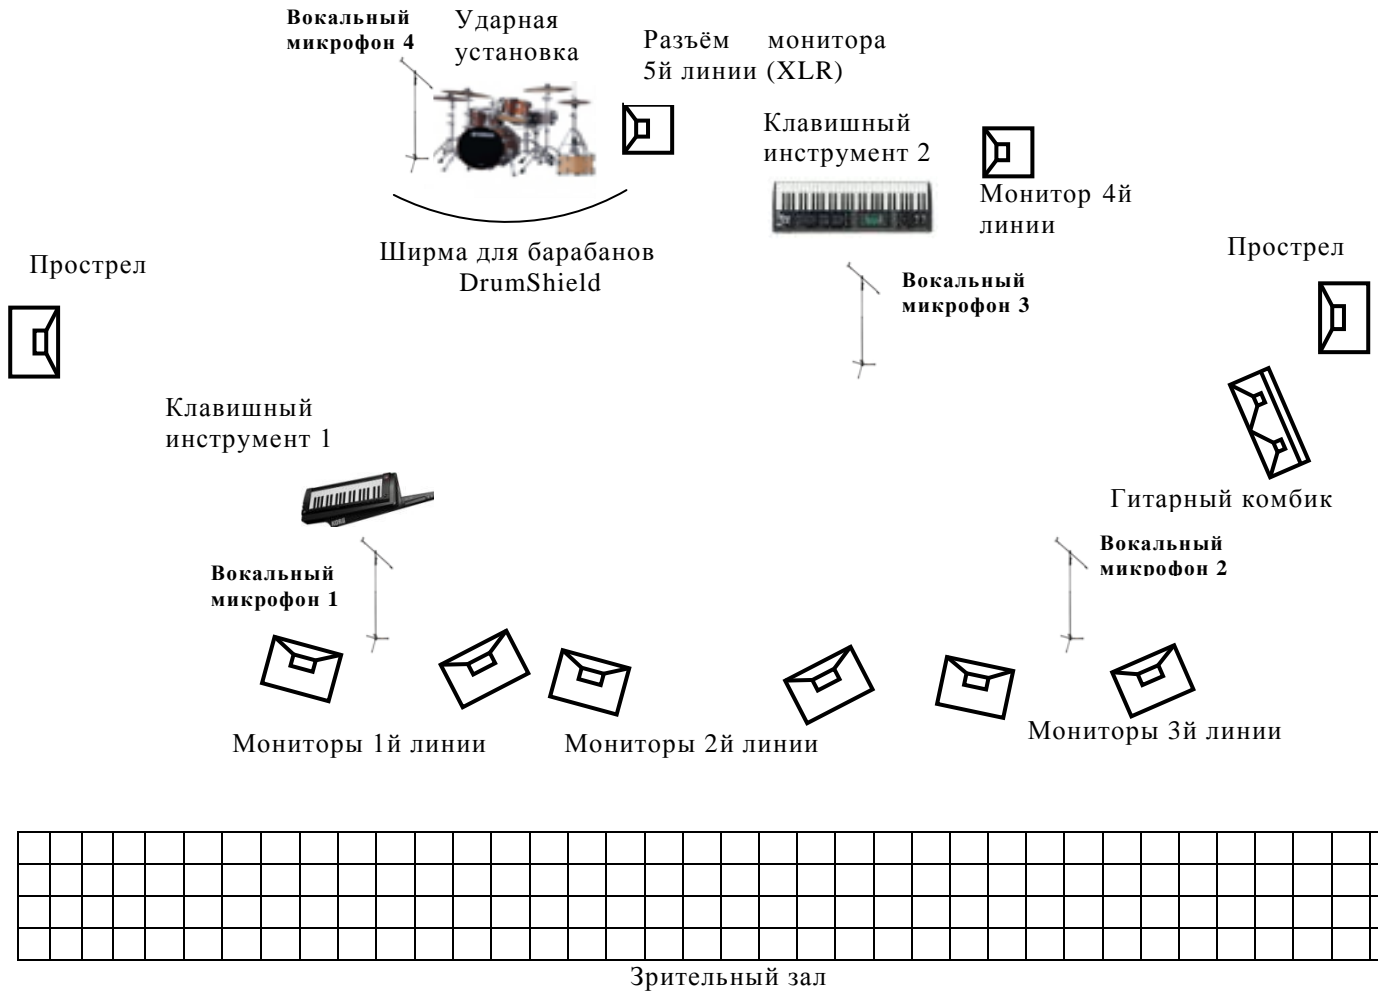 Вокальный
микрофон 4
Ударная
установка
Разъём монитора
5й линии (XLR)
Клавишный
инструмент 2
Монитор 4й
линии
Ширма для барабанов
DrumShield
Прострел
Прострел
Вокальный
микрофон 3
Клавишный
инструмент 1
Гитарный комбик
Вокальный
микрофон 1
Вокальный
микрофон 2
Мониторы 1й линии
Мониторы 2й линии
Мониторы 3й линии
Зрительный зал